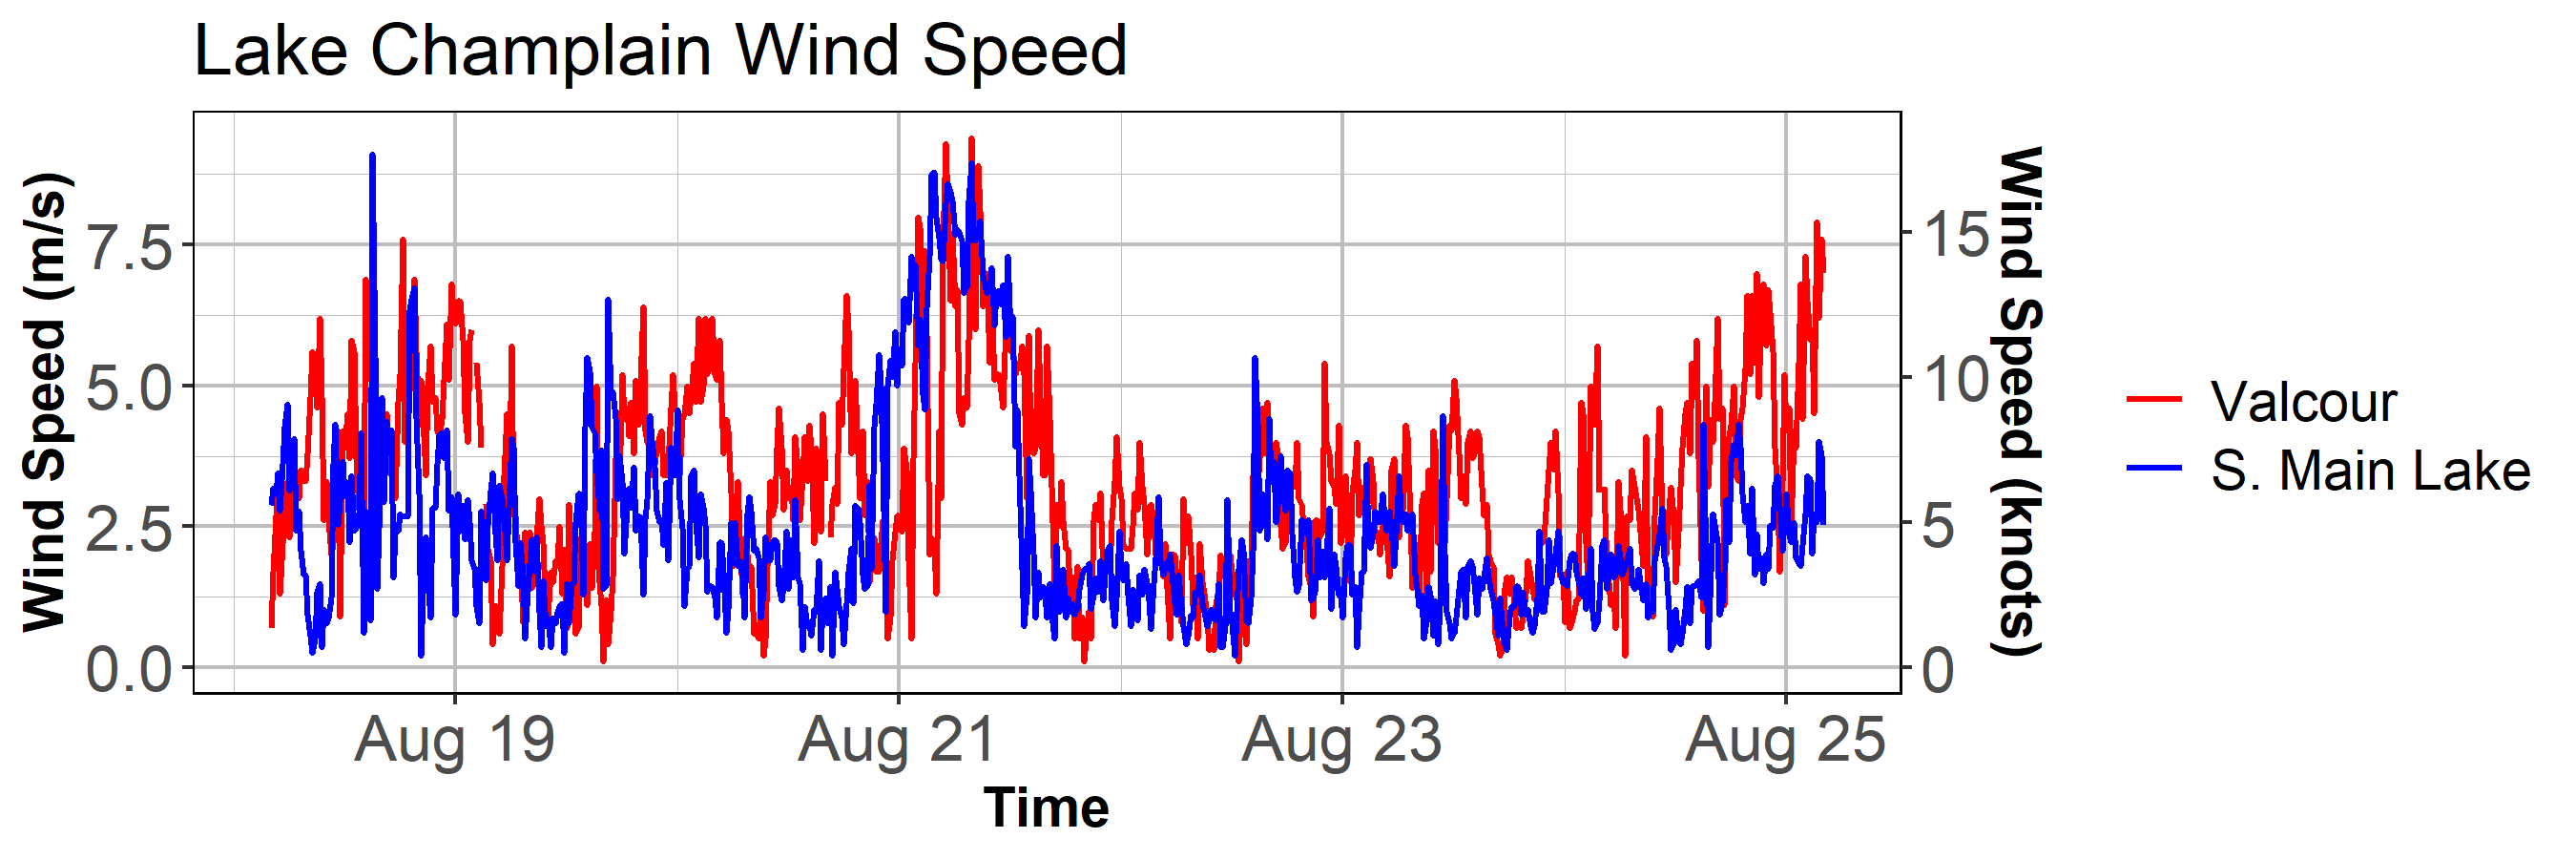 Lake Champlain Wind Speed
Wind Speed (m/s)
7.5
5.0
2.5
0.0
15
10
5
0
Wind Speed (knots)
Aug 19
Aug 21
Aug 23
Aug 25
Time
Valcour
S. Main Lake